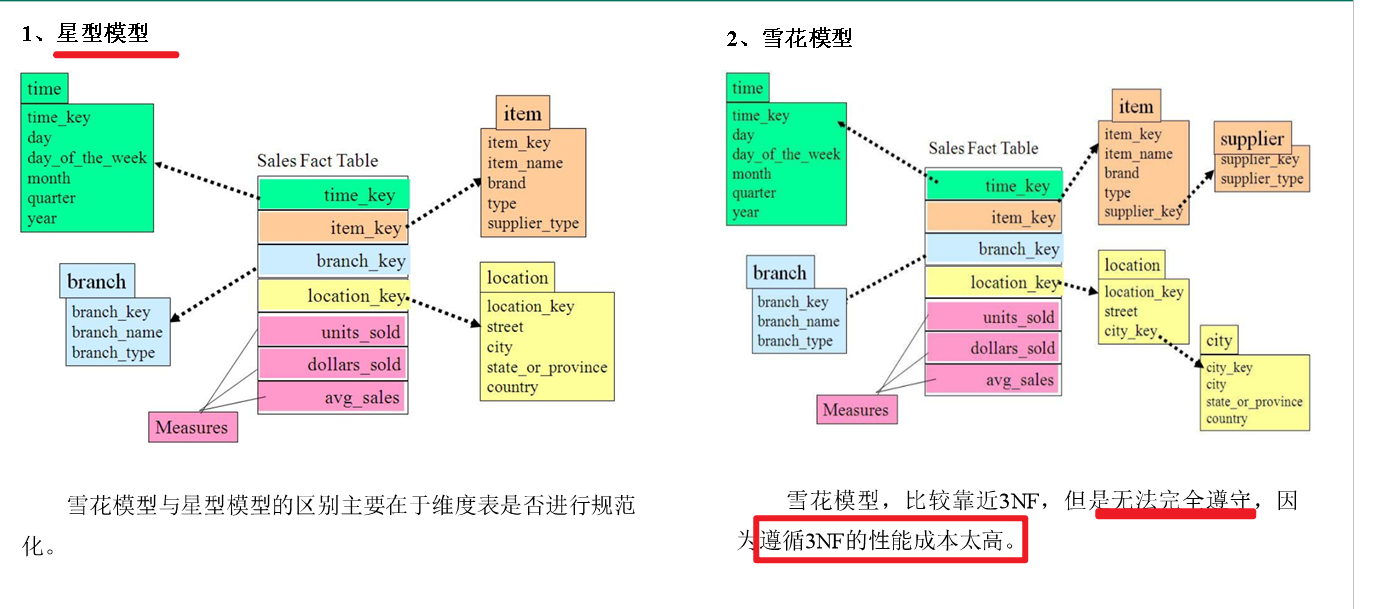 1、星型模型
time
time_key
day
day_of_the_week
month
quarter
year
item
item_key
item_name
brand
type
supplier_type
Sales Fact Table
time_key
item_key
branch_key
location_key
units_sold
dollars_sold
avg_sales
branch
branch_key
branch_name
branch_type
location
location_key
street
city
state_or_province
country
Measures
雪花模型与星型模型的区别主要在于维度表是否进行规范
化。
2、雪花模型
time
time_key
day
day_of_the_week
month
quarter
year
item
item_key
item_name
brand
type
supplier_key
supplier
supplier_key
supplier_type
Sales Fact Table
time_key
item_key
branch_key
location_key
units_sold
dollars_sold
avg_sales
branch
branch_key
branch_name
branch_type
location
location_key
street
city_key
city
city_key
city
state_or_province
country
Measures
雪花模型，比较靠近3NF，但是无法完全遵守，因
为遵循3NF的性能成本太高。